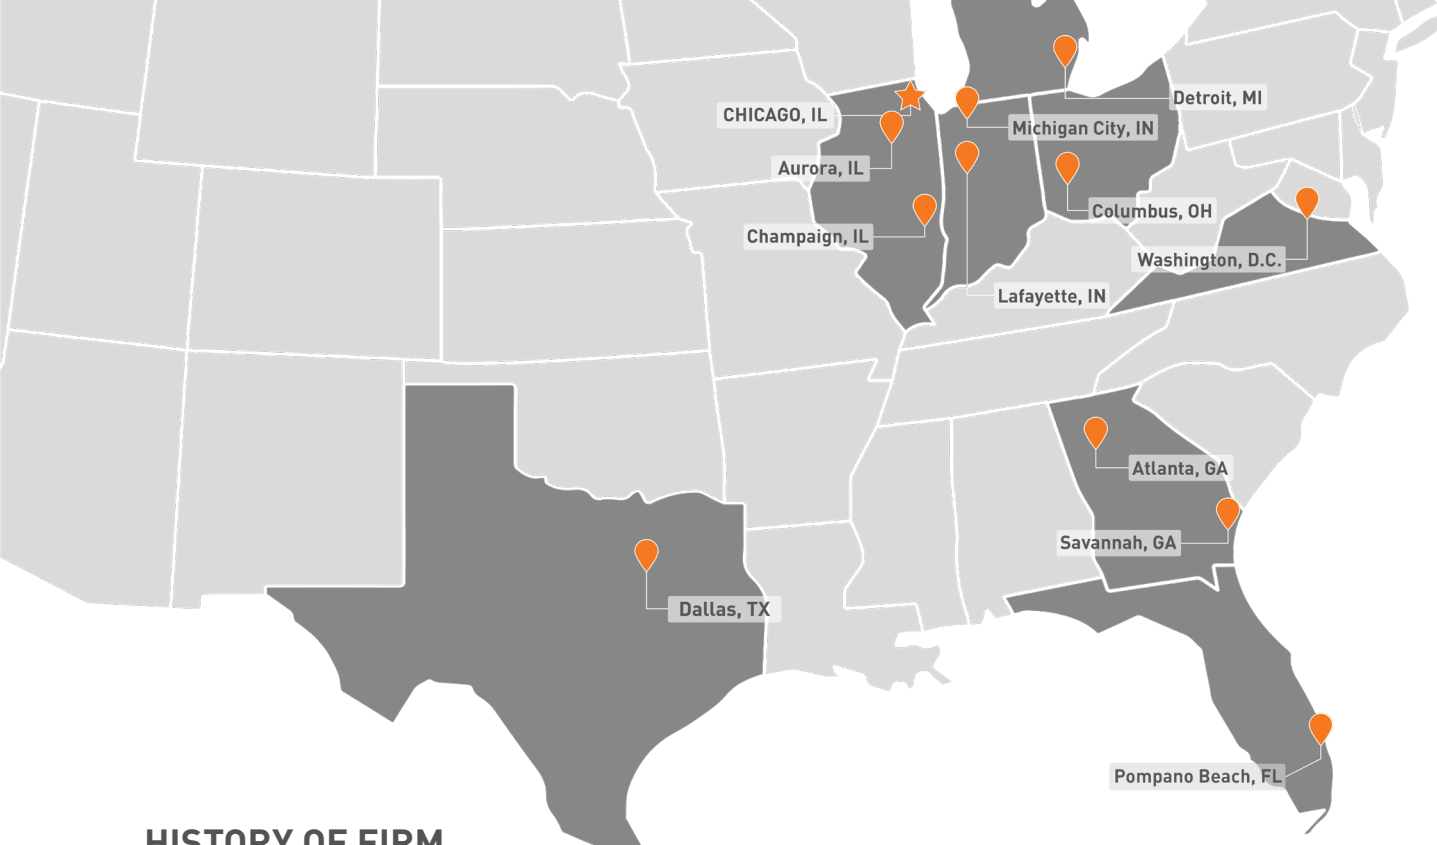 Detroit, MI
CHICAGO, IL
Michigan City, IN
Aurora, IL
Columbus, OH
Champaign, IL
Washington, D.C.
Lafayette, IN
Atlanta, GA
Savannah, GA
Dallas, TX
Pompano Beach, FL
HISTORY OF FIRM